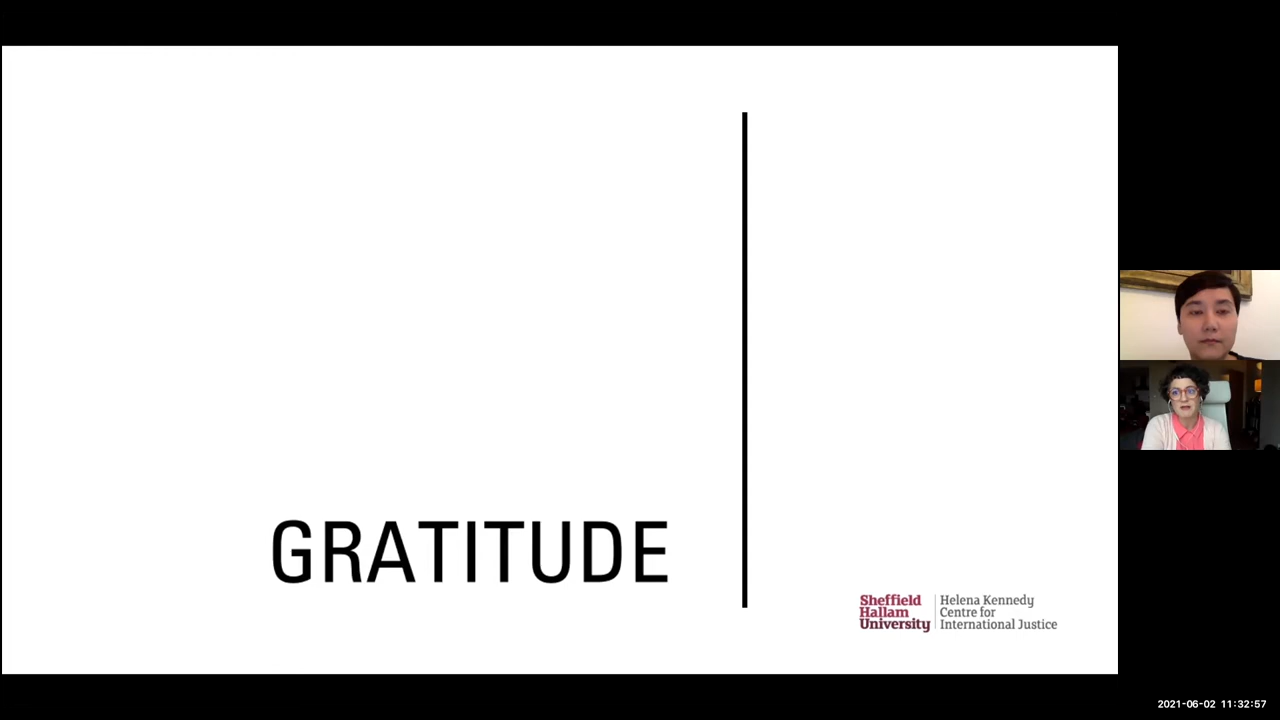 GRATITUDE
Sheffield
Hallam
University
Helena Kennedy
Centre for
International Justice
2021-06-02 11:32:57